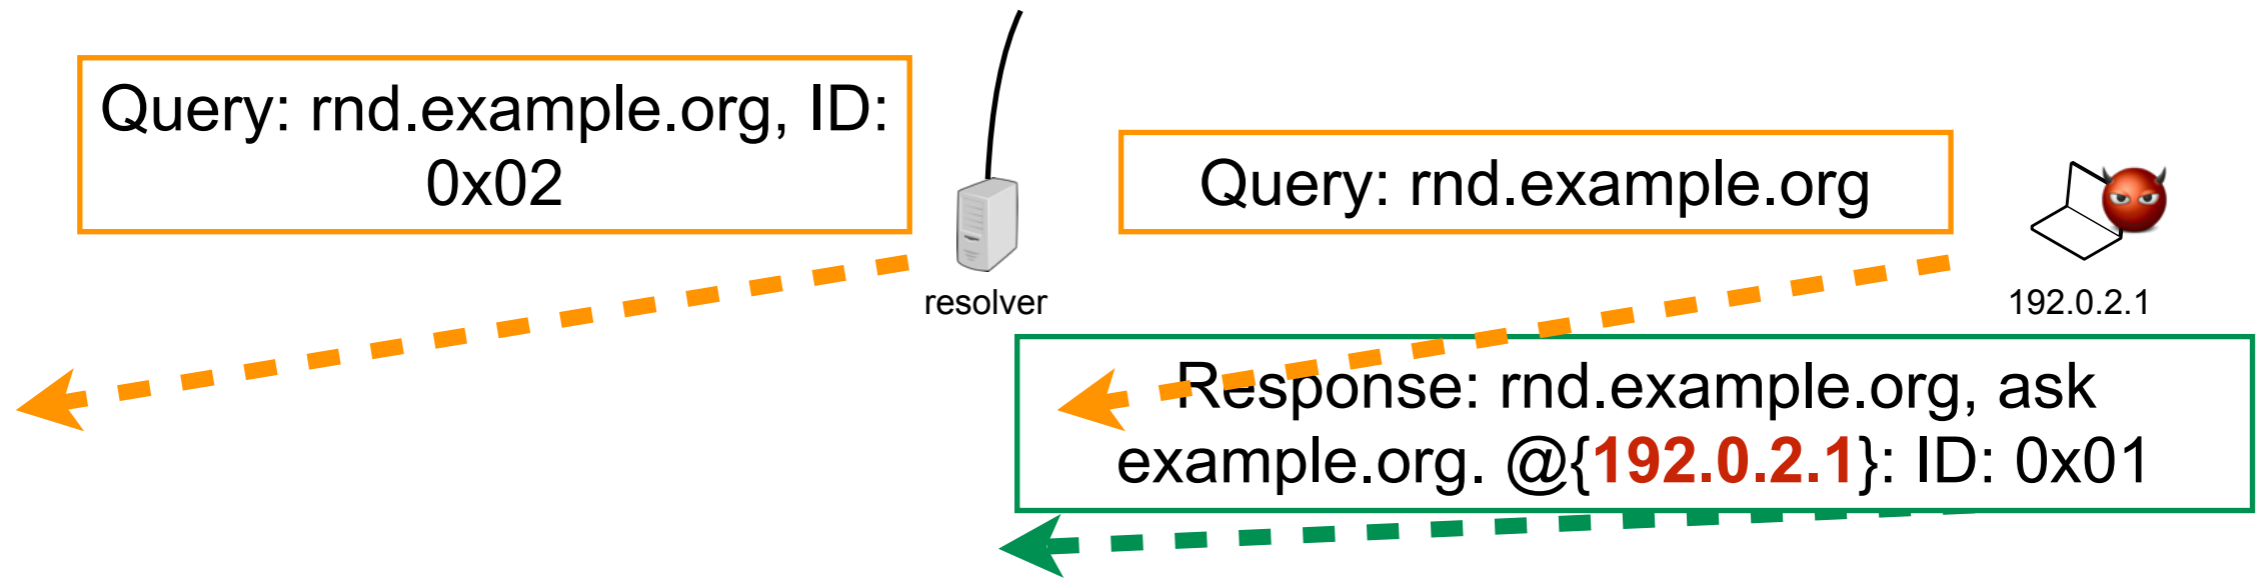 Query: rnd.example.org, ID:
0x02
Query: rnd.example.org
resolver
192.0.2.1
Response: rnd.example.org, ask
example.org. @{192.0.2.1}: ID: 0x01